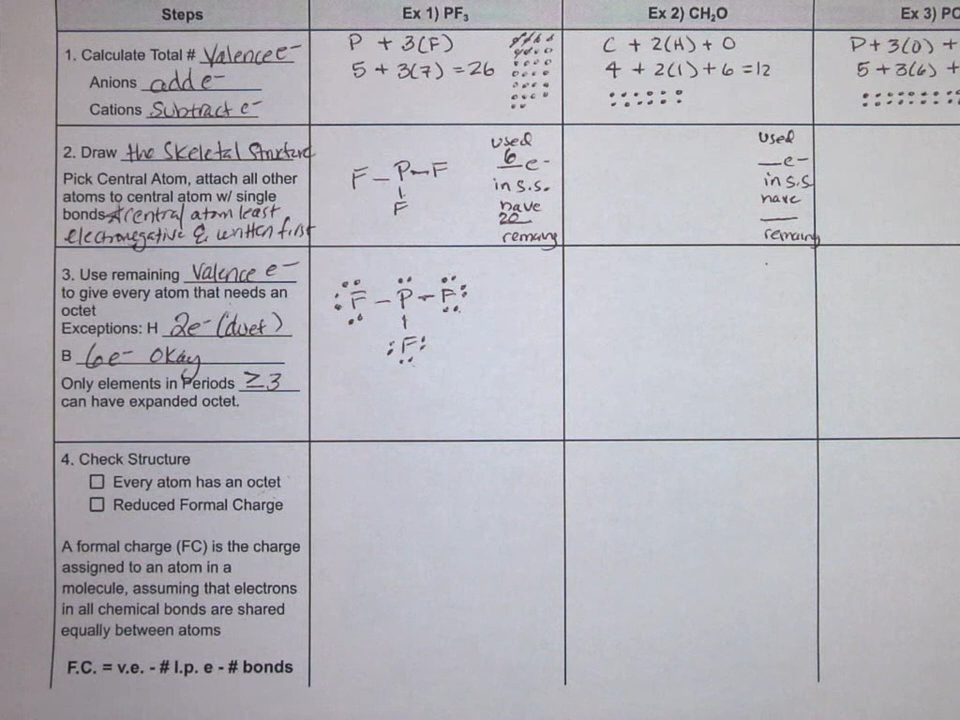 Steps
Ex 1) PF₃
Ex 2) CH₂O
Ex 3) PO
1. Calculate Total # Valence e-
Anions add e-
Cations Subtract e-
P + 3(F)
5 + 3(7) = 26
C + 2(H) + O
4 + 2(1) + 6 = 12
P + 3(O) +
5 + 3(6) +
2. Draw the Skeletal Structure
Pick Central Atom, attach all other
atoms to central atom w/ single
bonds * central atom least
electronegative & written first
F - P - F
F
used
6 e-
in s.s.
have
20
remaing
used
e-
in s.s
have
remaing
3. Use remaining Valence e-
to give every atom that needs an
octet
Exceptions: H 2e- (duet)
B 6e- okay
Only elements in Periods ≥3
can have expanded octet.
F - P - F
F
4. Check Structure
☐ Every atom has an octet
☐ Reduced Formal Charge
A formal charge (FC) is the charge
assigned to an atom in a
molecule, assuming that electrons
in all chemical bonds are shared
equally between atoms
F.C. = v.e. - # l.p. e - # bonds